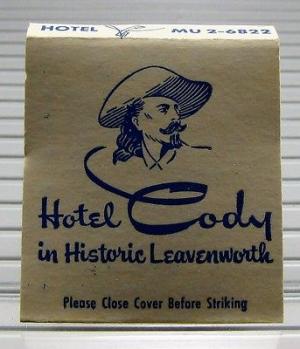 HOTEL MU 2-6822
Hotel Cody
in Historic Leavenworth
Please Close Cover Before Striking